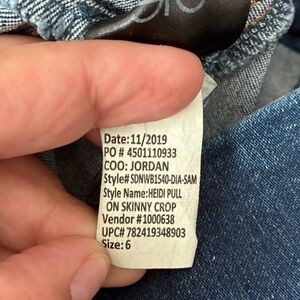 Date: 11/2019
PO # 4501110933
COO: JORDAN
Style# SDNWB1540-DIA-SAM
Style Name: HEIDI PULL
ON SKINNY CROP
Vendor #1000638
UPC# 782419348903
Size: 6